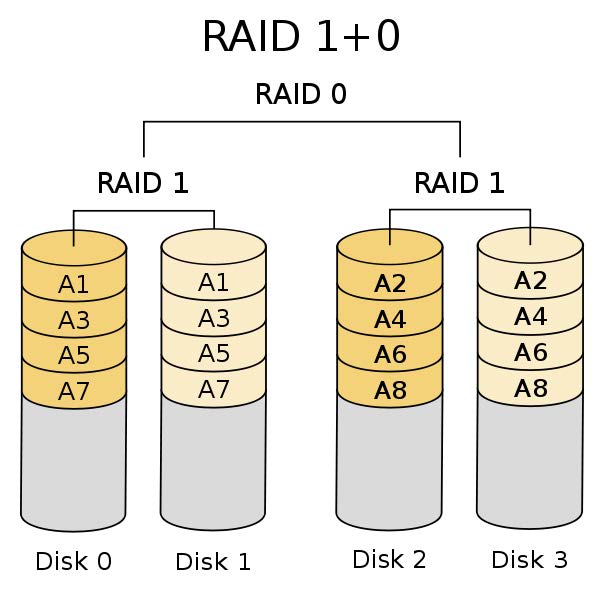 RAID 1+0
RAID 0
RAID 1
RAID 1
A1
A3
A5
A7
A1
A3
A5
A7
A2
A4
A6
A8
A2
A4
A6
A8
Disk 0
Disk 1
Disk 2
Disk 3